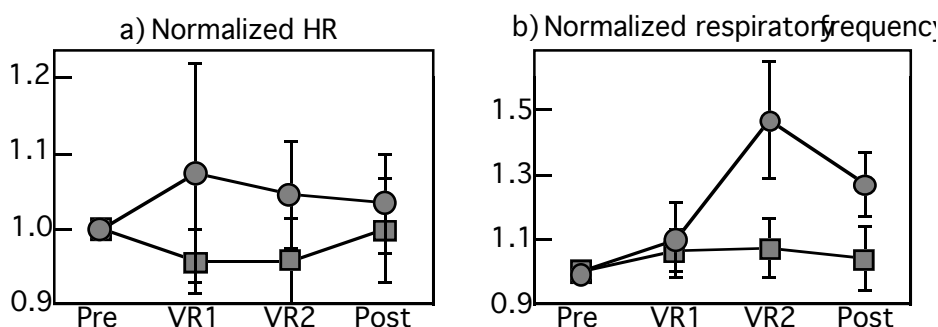 a) Normalized HR
1.2
1.1
1.0
0.9
Pre VR1 VR2 Post
b) Normalized respiratory frequency
1.5
1.3
1.1
0.9
Pre VR1 VR2 Post